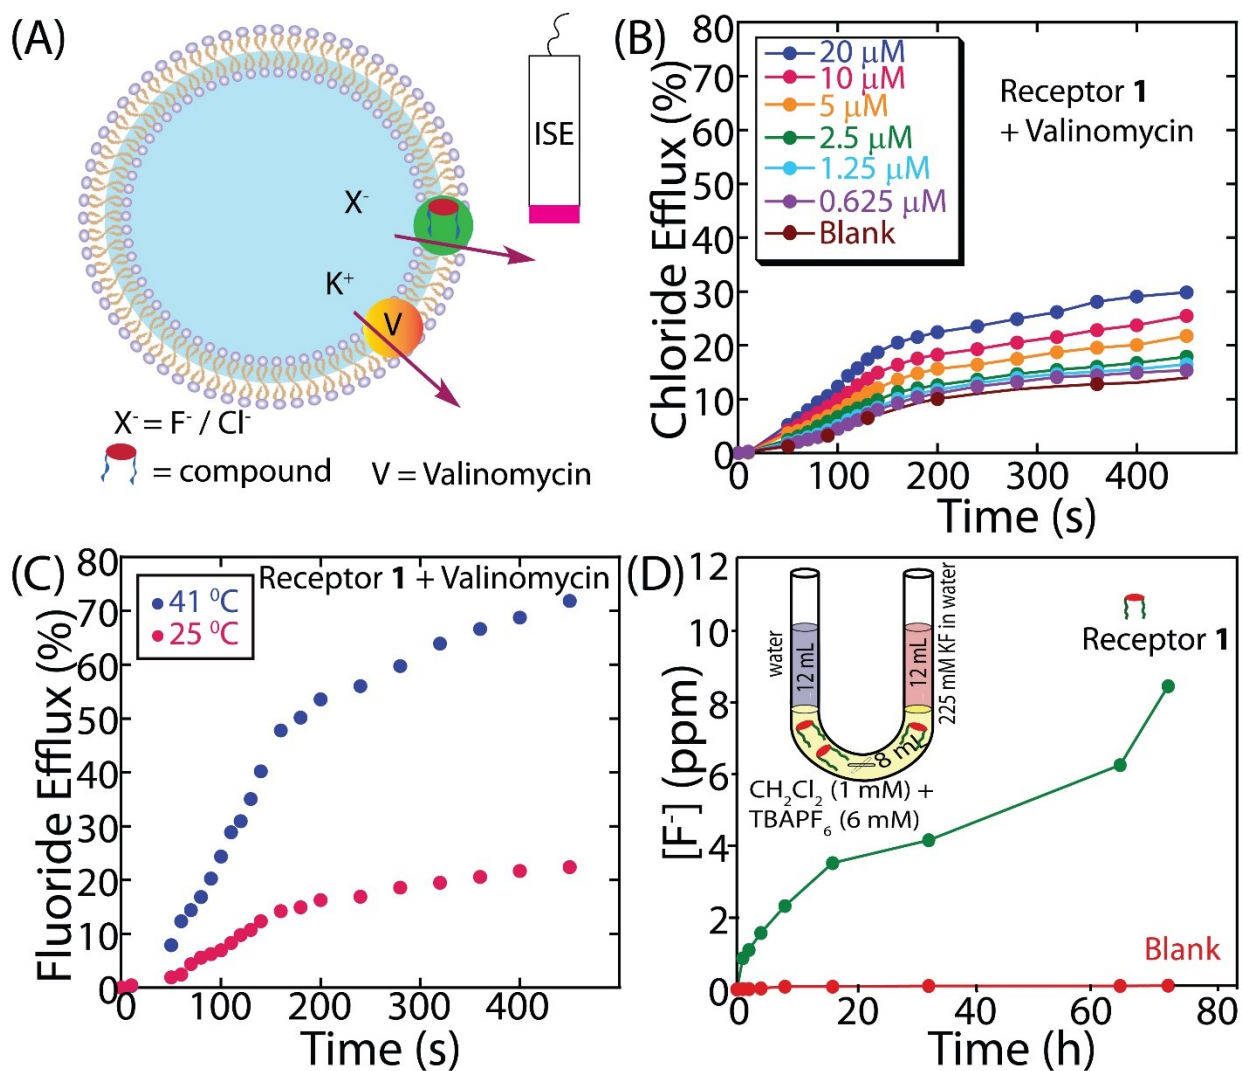 (A)
ISE
X⁻
K⁺
V
X⁻ = F⁻ / Cl⁻
= compound
V = Valinomycin
(B)
Chloride Efflux (%)
80
70
60
50
40
30
20
10
0
20 μM
10 μM
5 μM
2.5 μM
1.25 μM
0.625 μM
Blank
Receptor 1
+ Valinomycin
0 100 200 300 400
Time (s)
(C)
Fluoride Efflux (%)
80
70
60
50
40
30
20
10
0
Receptor 1 + Valinomycin
41 ⁰C
25 ⁰C
0 100 200 300 400
Time (s)
(D)
[F⁻] (ppm)
12
10
8
6
4
2
0
water
12 mL
12 mL
225 mM KF in water
8 mL
CH₂Cl₂ (1 mM) +
TBAPF₆ (6 mM)
Receptor 1
Blank
0 20 40 60 80
Time (h)